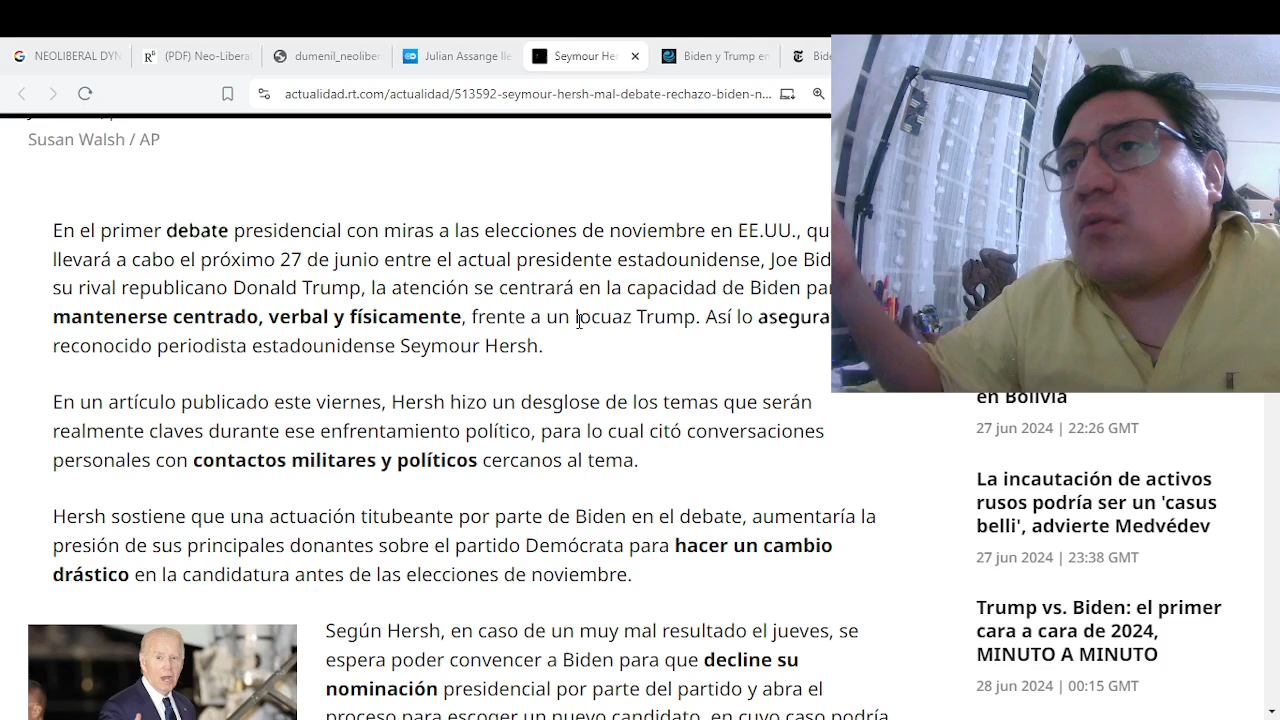 NEOLIBERAL DYN
(PDF) Neo-Libera
dumenil_neolibe
Julian Assange lle
Seymour He
Biden y Trump en
Bide
actualidad.rt.com/actualidad/513592-seymour-hersh-mal-debate-rechazo-biden-n...
Susan Walsh / AP
En el primer debate presidencial con miras a las elecciones de noviembre en EE.UU., qu
llevará a cabo el próximo 27 de junio entre el actual presidente estadounidense, Joe Bid
su rival republicano Donald Trump, la atención se centrará en la capacidad de Biden pa
mantenerse centrado, verbal y físicamente, frente a un locuaz Trump. Así lo asegura
reconocido periodista estadounidense Seymour Hersh.
En un artículo publicado este viernes, Hersh hizo un desglose de los temas que serán
realmente claves durante ese enfrentamiento político, para lo cual citó conversaciones
personales con contactos militares y políticos cercanos al tema.
Hersh sostiene que una actuación titubeante por parte de Biden en el debate, aumentaría la
presión de sus principales donantes sobre el partido Demócrata para hacer un cambio
drástico en la candidatura antes de las elecciones de noviembre.
Según Hersh, en caso de un muy mal resultado el jueves, se
espera poder convencer a Biden para que decline su
nominación presidencial por parte del partido y abra el
proceso para escoger un nuevo candidato, en cuyo caso podría
en Bolivia
27 jun 2024 | 22:26 GMT
La incautación de activos
rusos podría ser un 'casus
belli', advierte Medvédev
27 jun 2024 | 23:38 GMT
Trump vs. Biden: el primer
cara a cara de 2024,
MINUTO A MINUTO
28 jun 2024 | 00:15 GMT